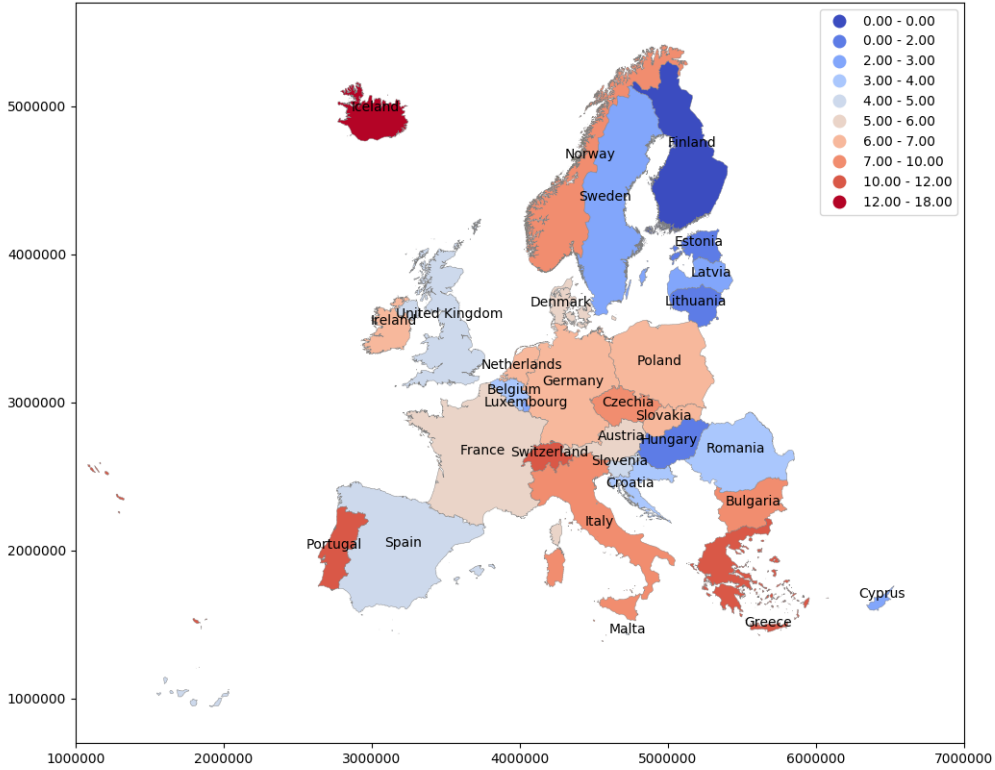 0.00 - 0.00
0.00 - 2.00
2.00 - 3.00
3.00 - 4.00
4.00 - 5.00
5.00 - 6.00
6.00 - 7.00
7.00 - 10.00
10.00 - 12.00
12.00 - 18.00
5000000
4000000
3000000
2000000
1000000
Iceland
Finland
Norway
Sweden
Estonia
Latvia
Lithuania
Denmark
United Kingdom
Ireland
Netherlands
Poland
Germany
Belgium
Luxembourg
Czechia
Slovakia
Austria
Hungary
France
Switzerland
Romania
Slovenia
Croatia
Bulgaria
Italy
Portugal
Spain
Cyprus
Greece
Malta
1000000
2000000
3000000
4000000
5000000
6000000
7000000